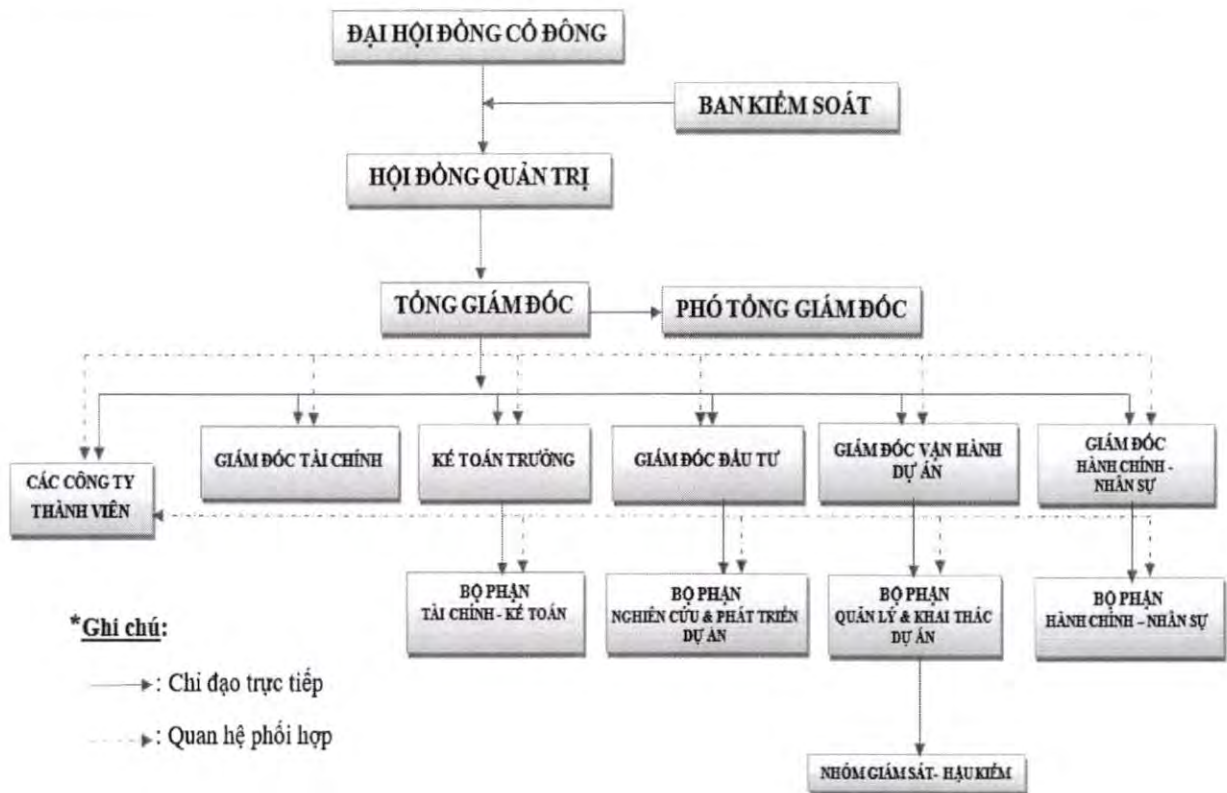 ĐẠI HỘI ĐỒNG CỔ ĐÔNG
BAN KIỂM SOÁT
HỘI ĐỒNG QUẢN TRỊ
TỔNG GIÁM ĐỐC
PHÓ TỔNG GIÁM ĐỐC
CÁC CÔNG TY
THÀNH VIÊN
GIÁM ĐỐC TÀI CHÍNH
KẾ TOÁN TRƯỞNG
GIÁM ĐỐC ĐẦU TƯ
GIÁM ĐỐC VẬN HÀNH
DỰ ÁN
GIÁM ĐỐC
HÀNH CHÍNH -
NHÂN SỰ
BỘ PHẬN
TÀI CHÍNH - KẾ TOÁN
BỘ PHẬN
NGHIÊN CỨU & PHÁT TRIỂN
DỰ ÁN
BỘ PHẬN
QUẢN LÝ & KHAI THÁC
DỰ ÁN
BỘ PHẬN
HÀNH CHÍNH – NHÂN SỰ
NHÓM GIÁM SÁT- HẬU KIỂM
*Ghi chú:
: Chỉ đạo trực tiếp
: Quan hệ phối hợp